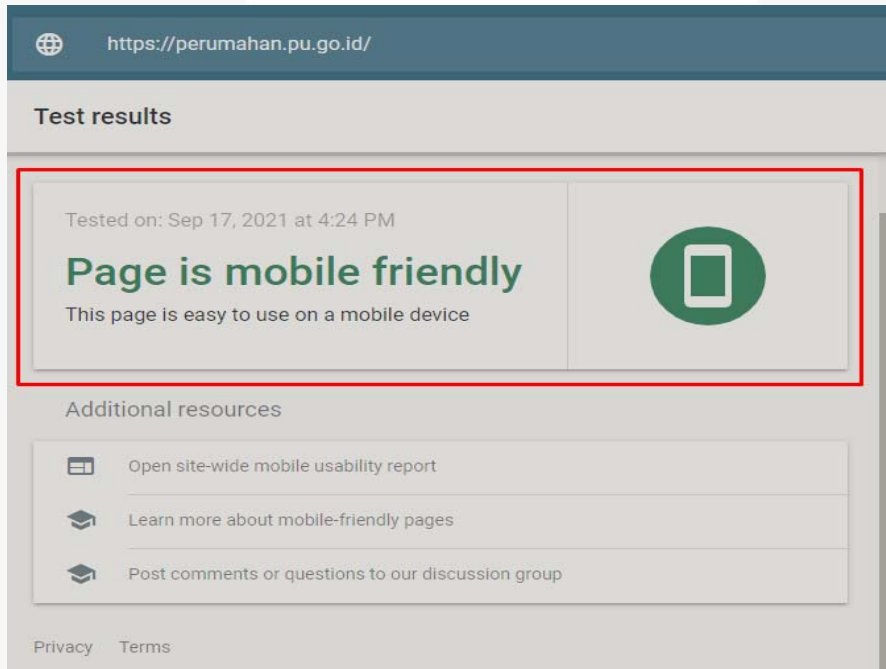 https://perumahan.pu.go.id/
Test results
Tested on: Sep 17, 2021 at 4:24 PM
Page is mobile friendly
This page is easy to use on a mobile device
Additional resources
Open site-wide mobile usability report
Learn more about mobile-friendly pages
Post comments or questions to our discussion group
Privacy Terms